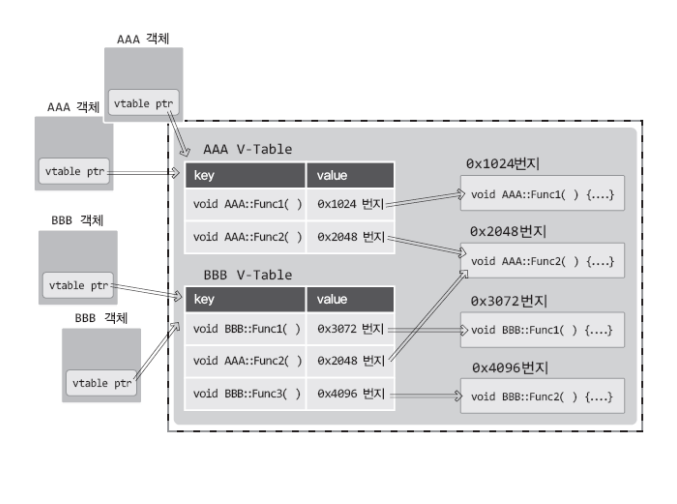 AAA 객체
vtable ptr
AAA 객체
vtable ptr
BBB 객체
vtable ptr
BBB 객체
vtable ptr
AAA V-Table
key value
void AAA::Func1( ) 0x1024 번지
void AAA::Func2( ) 0x2048 번지
BBB V-Table
key value
void BBB::Func1( ) 0x3072 번지
void AAA::Func2( ) 0x2048 번지
void BBB::Func3( ) 0x4096 번지
0x1024번지
void AAA::Func1( ) {....}
0x2048번지
void AAA::Func2( ) {....}
0x3072번지
void BBB::Func1( ) {....}
0x4096번지
void BBB::Func2( ) {....}